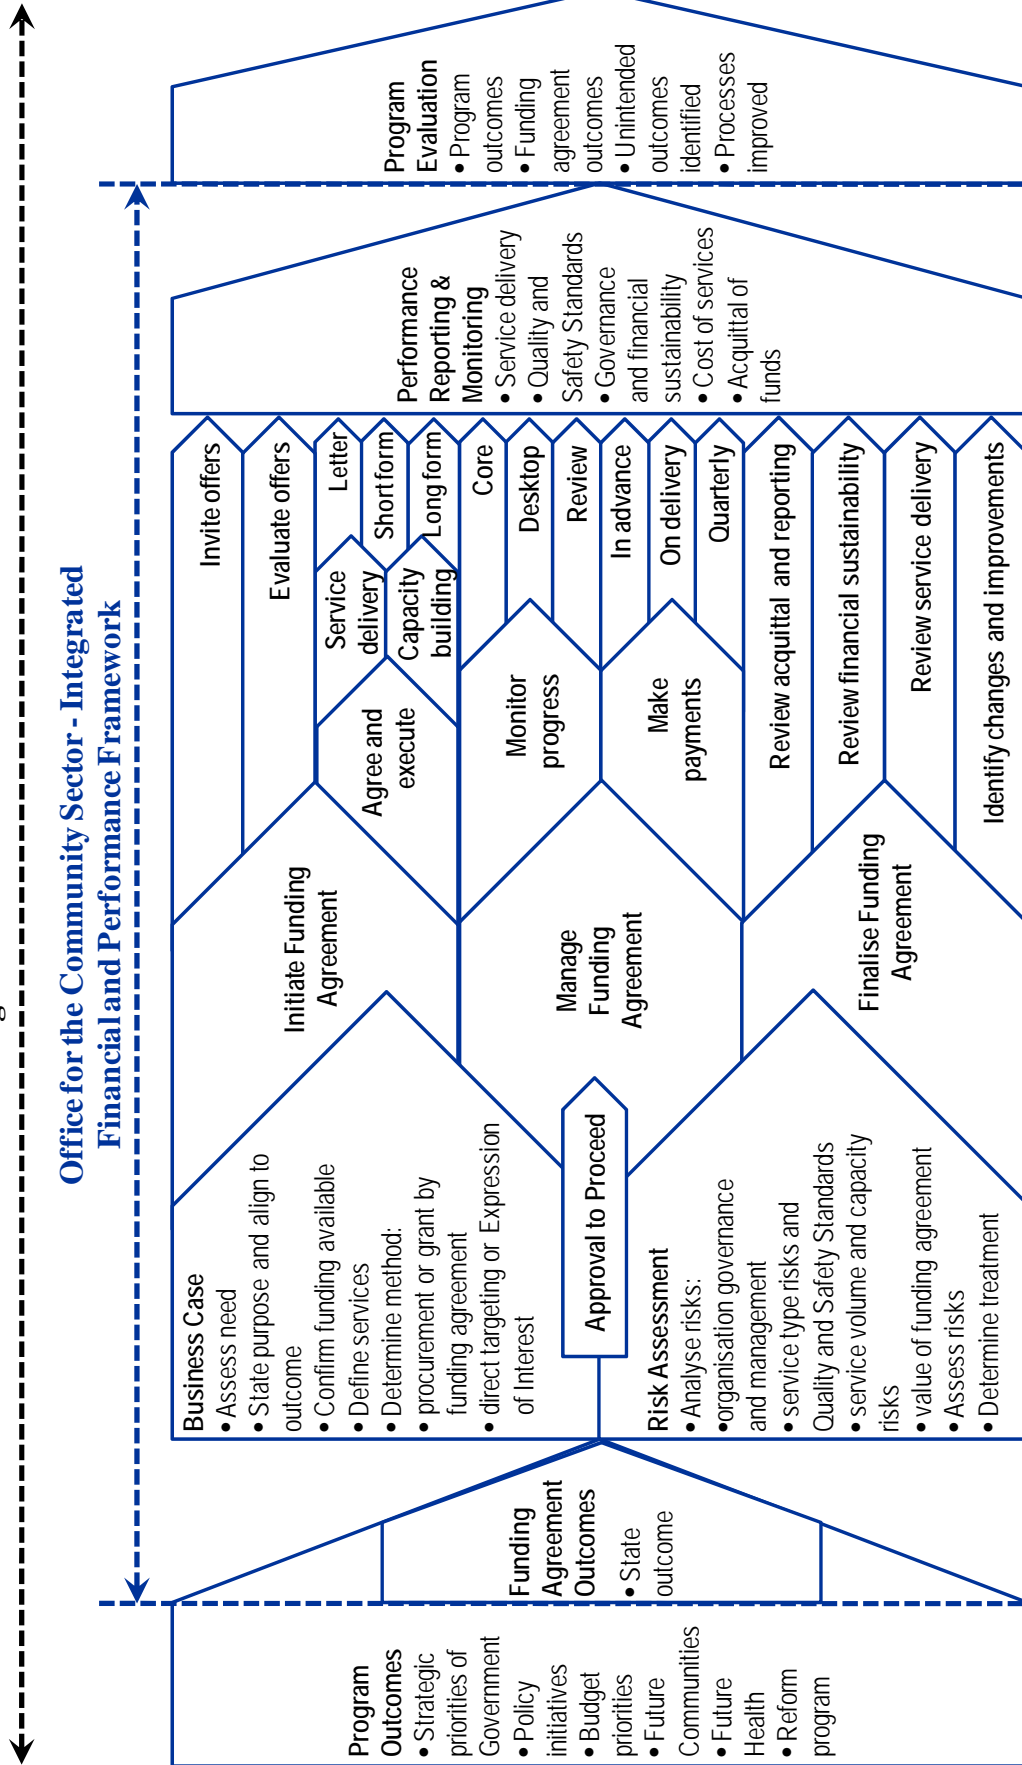 Office for the Community Sector - Integrated
Financial and Performance Framework
Program
Outcomes
• Strategic
priorities of
Government
• Policy
initiatives
• Budget
priorities
• Future
Communities
• Future
Health
• Reform
program
Funding
Agreement
Outcomes
• State
outcome
Business Case
• Assess need
• State purpose and align to
outcome
• Confirm funding available
• Define services
• Determine method:
• procurement or grant by
funding agreement
• direct targeting or Expression
of Interest
Approval to Proceed
Risk Assessment
• Analyse risks:
•organisation governance
and management
• service type risks and
Quality and Safety Standards
• service volume and capacity
risks
• value of funding agreement
• Assess risks
• Determine treatment
Initiate Funding
Agreement
Manage
Funding
Agreement
Finalise Funding
Agreement
Invite offers
Evaluate offers
Agree and
execute
Service
delivery
Capacity
building
Letter
Short form
Long form
Monitor
progress
Core
Desktop
Review
Make
payments
In advance
On delivery
Quarterly
Review acquittal and reporting
Review financial sustainability
Review service delivery
Identify changes and improvements
Performance
Reporting &
Monitoring
• Service delivery
• Quality and
Safety Standards
• Governance
and financial
sustainability
• Cost of services
• Acquittal of
funds
Program
Evaluation
• Program
outcomes
• Funding
agreement
outcomes
• Unintended
outcomes
identified
• Processes
improved